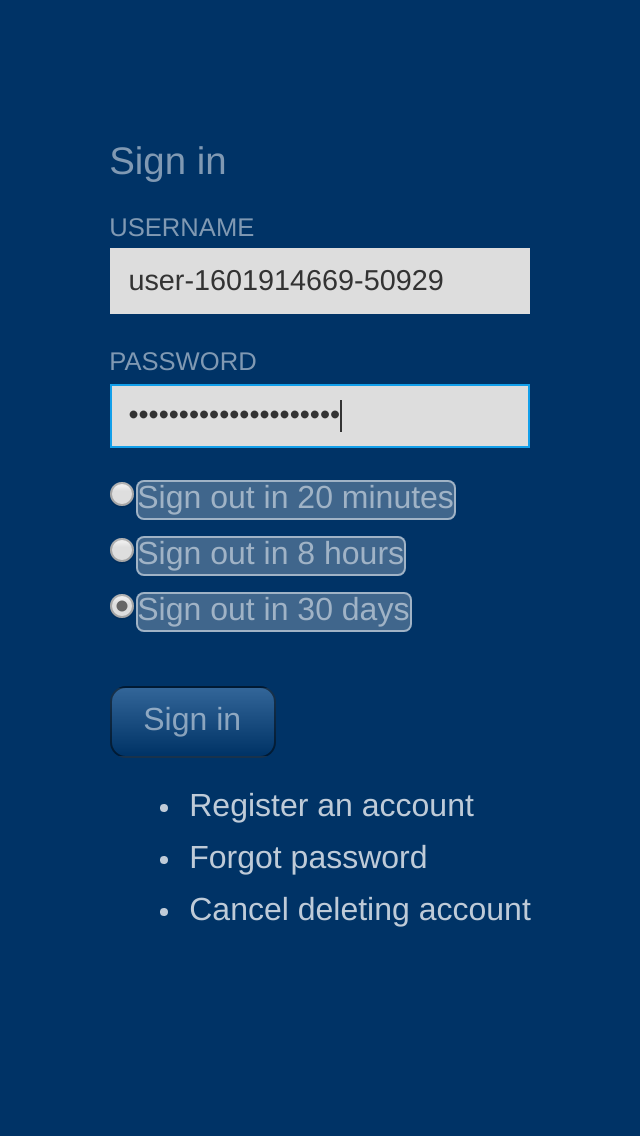 Sign in
USERNAME
user-1601914669-50929
PASSWORD
•••••••••••••••••••••
Sign out in 20 minutes
Sign out in 8 hours
Sign out in 30 days
Sign in
• Register an account
• Forgot password
• Cancel deleting account